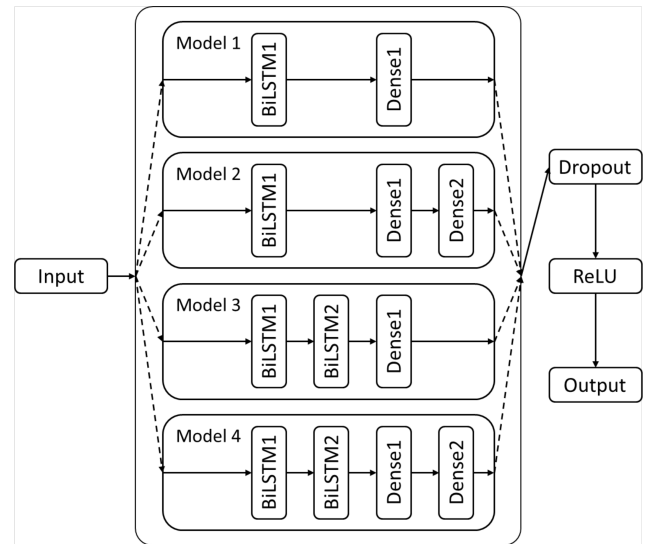 Input
Model 1
BiLSTM1
Dense1
Model 2
BiLSTM1
Dense1
Dense2
Model 3
BiLSTM1
BiLSTM2
Dense1
Model 4
BiLSTM1
BiLSTM2
Dense1
Dense2
Dropout
ReLU
Output